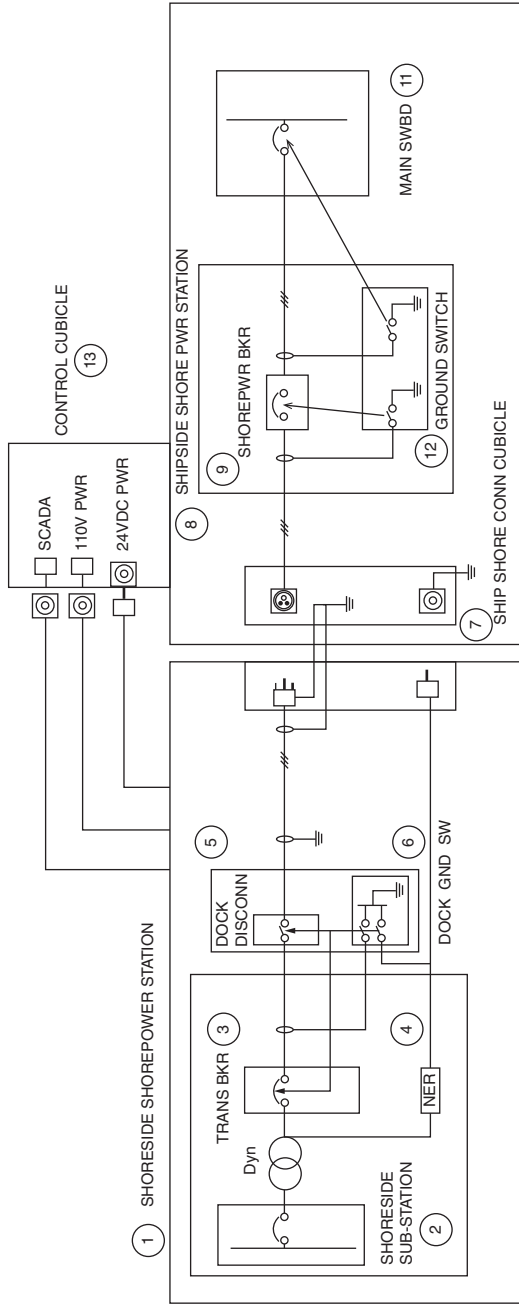 CONTROL CUBICLE
13
SCADA
110V PWR
24VDC PWR
1
SHORESIDE SHOREPOWER STATION
SHIPSIDE SHORE PWR STATION
8
9
SHOREPWR BKR
12
GROUND SWITCH
MAIN SWBD
11
7
SHIP SHORE CONN CUBICLE
5
DOCK
DISCONN
6
DOCK GND SW
3
TRANS BKR
4
NER
Dyn
SHORESIDE
SUB-STATION
2